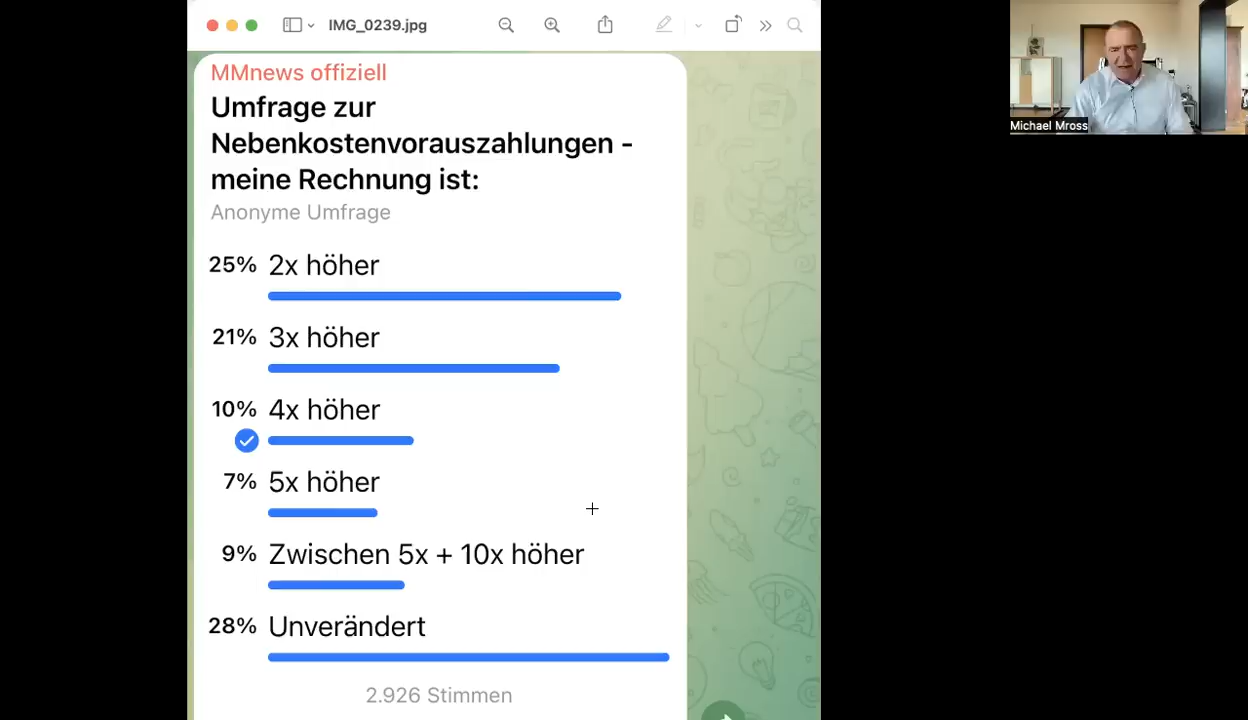 IMG_0239.jpg
MMnews offiziell
Umfrage zur
Nebenkostenvorauszahlungen -
meine Rechnung ist:
Anonyme Umfrage
25% 2x höher
21% 3x höher
10% 4x höher
7% 5x höher
9% Zwischen 5x + 10x höher
28% Unverändert
2.926 Stimmen
Michael Mross